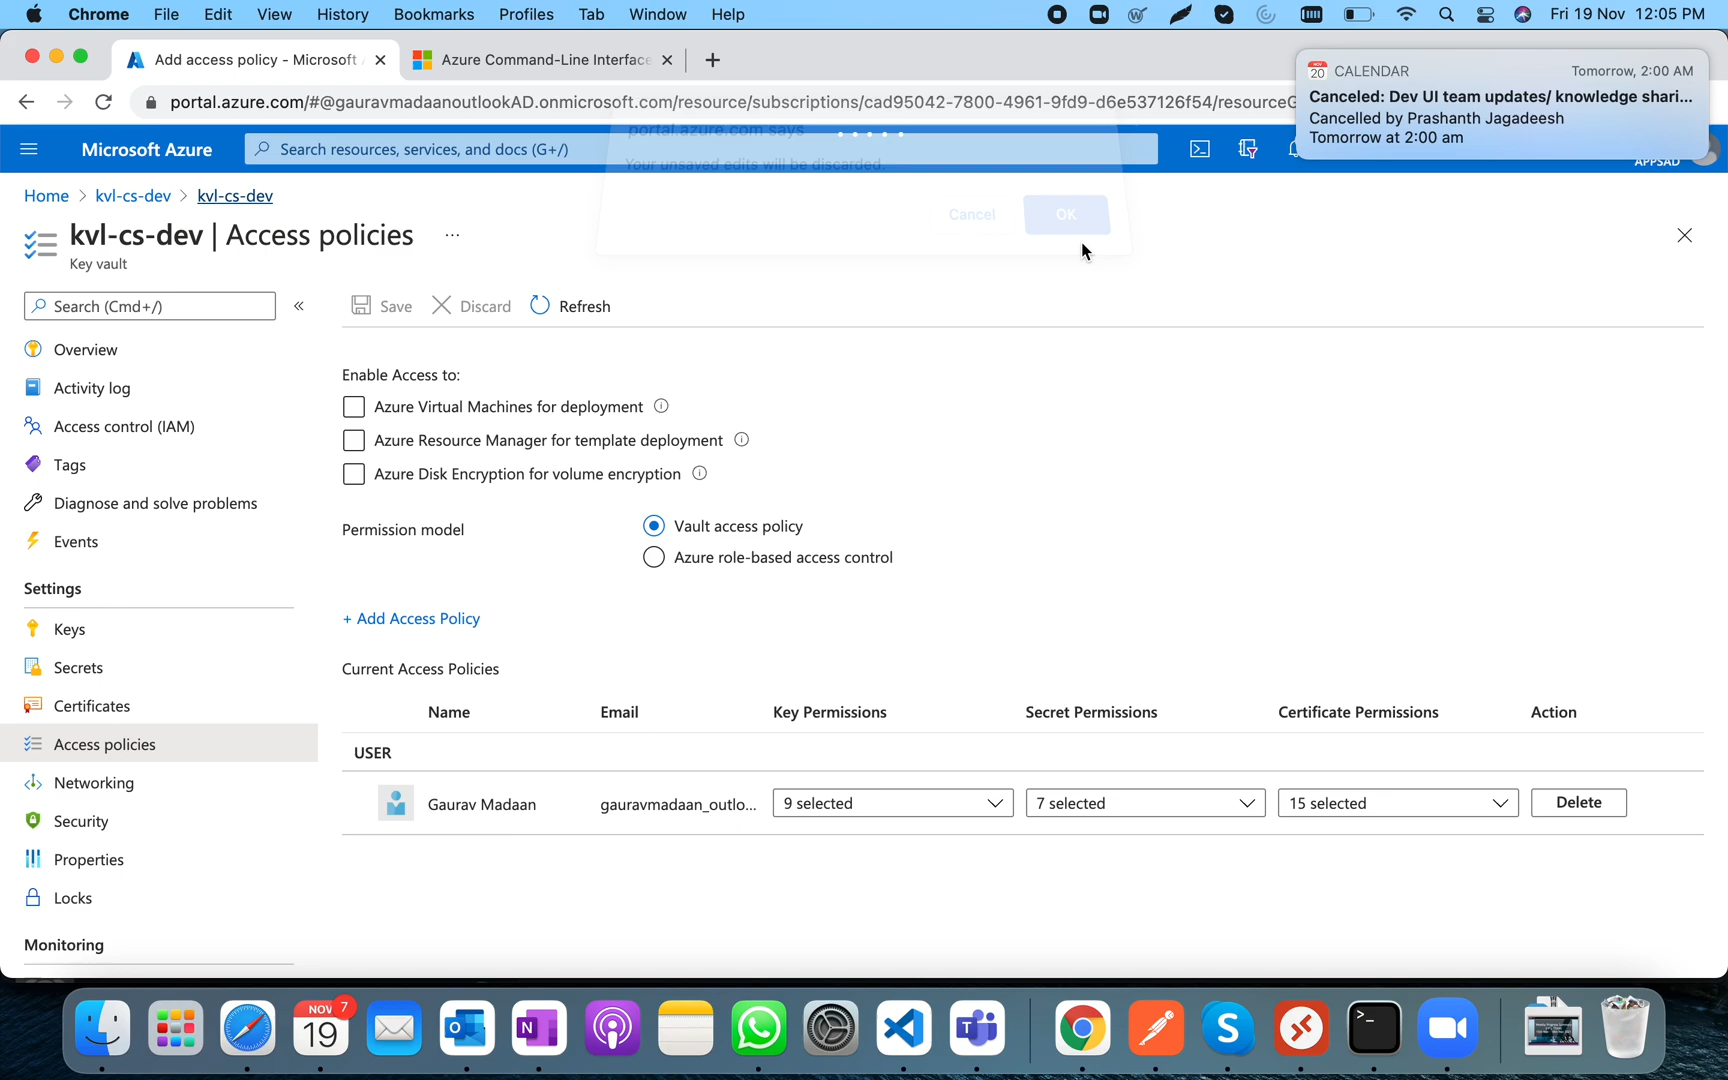 Chrome File Edit View History Bookmarks Profiles Tab Window Help Fri 19 Nov 12:05 PM
Add access policy - Microsoft Azure Command-Line Interface
portal.azure.com/#@gauravmadaanoutlookAD.onmicrosoft.com/resource/subscriptions/cad95042-7800-4961-9fd9-d6e537126f54/resourceG
NOV 20 CALENDAR Tomorrow, 2:00 AM
Canceled: Dev UI team updates/ knowledge shari...
Cancelled by Prashanth Jagadeesh
Tomorrow at 2:00 am
portal.azure.com says
Your unsaved edits will be discarded.
Cancel OK
Microsoft Azure Search resources, services, and docs (G+/) APPSAD
Home > kvl-cs-dev > kvl-cs-dev
kvl-cs-dev | Access policies ...
Key vault
Search (Cmd+/) «
Save Discard Refresh
Overview
Activity log
Access control (IAM)
Tags
Diagnose and solve problems
Events
Settings
Keys
Secrets
Certificates
Access policies
Networking
Security
Properties
Locks
Monitoring
Enable Access to:
Azure Virtual Machines for deployment
Azure Resource Manager for template deployment
Azure Disk Encryption for volume encryption
Permission model
Vault access policy
Azure role-based access control
+ Add Access Policy
Current Access Policies
Name Email Key Permissions Secret Permissions Certificate Permissions Action
USER
Gaurav Madaan gauravmadaan_outlo... 9 selected 7 selected 15 selected Delete
NOV 7
19